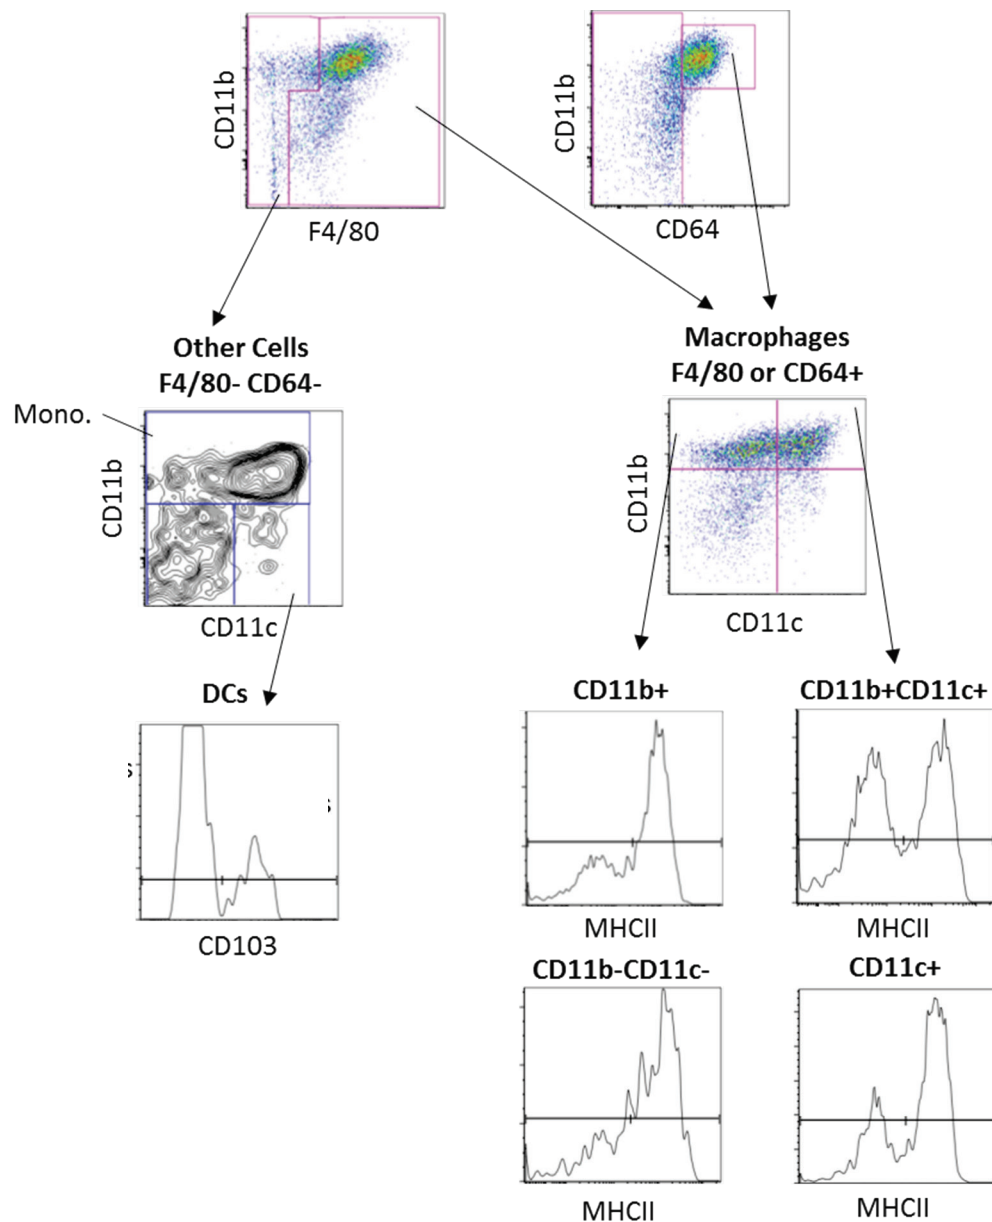 CD11b
F4/80
CD11b
CD64
Other Cells
F4/80- CD64-
Mono.
CD11b
CD11c
Macrophages
F4/80 or CD64+
CD11b
CD11c
DCs
CD103
CD11b+
MHCII
CD11b+CD11c+
MHCII
CD11b-CD11c-
MHCII
CD11c+
MHCII